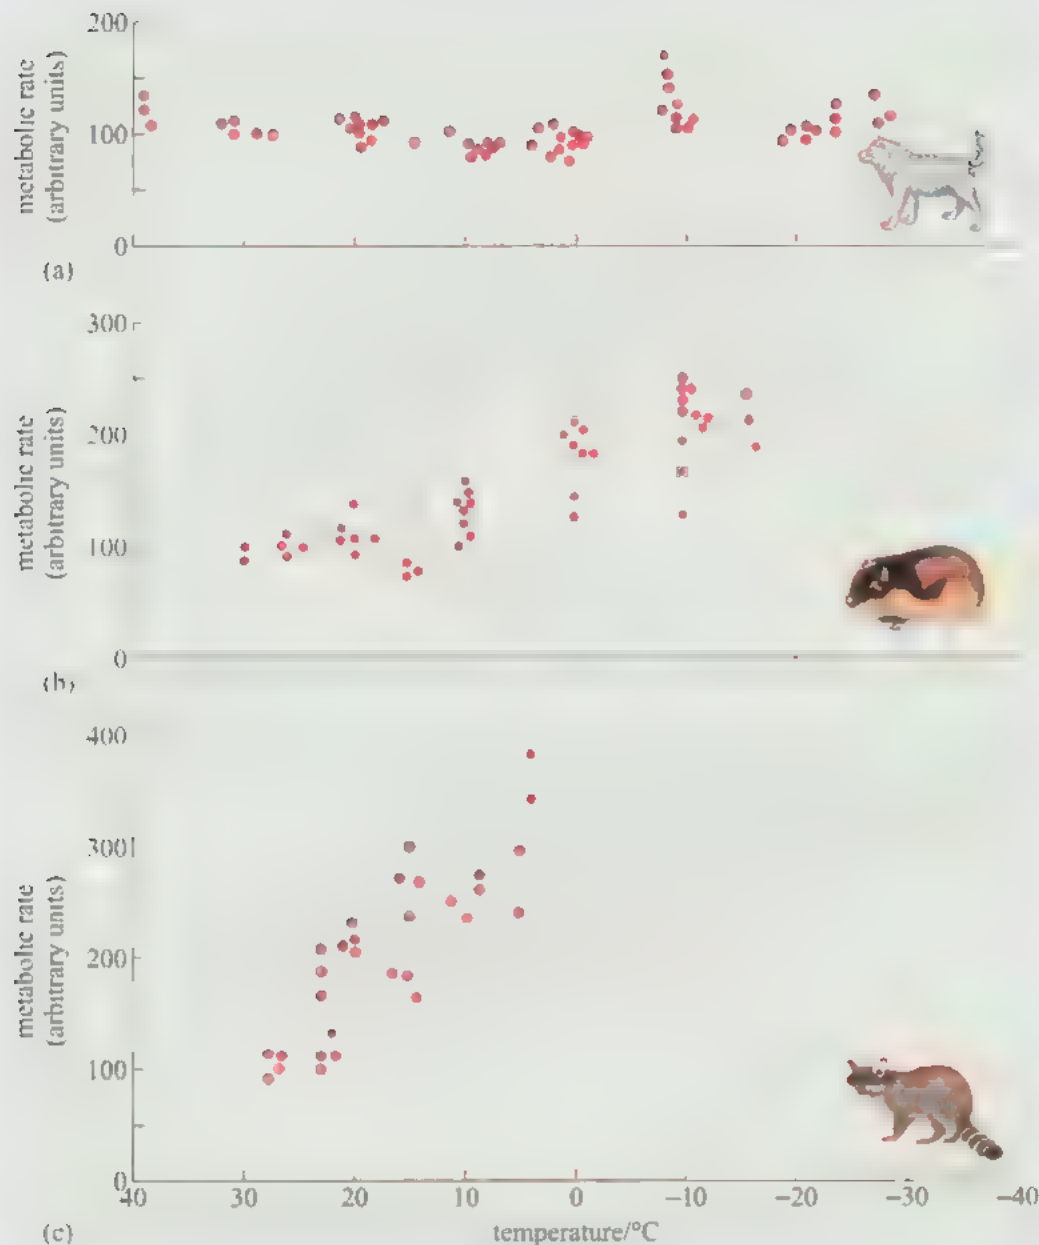 200
100
0
metabolic rate
(arbitrary units)
(a)
300
200
100
0
metabolic rate
(arbitrary units)
(b)
400
300
200
100
0
metabolic rate
(arbitrary units)
40 30 20 10 0 −10 −20 −30 −40
temperature/°C
(c)